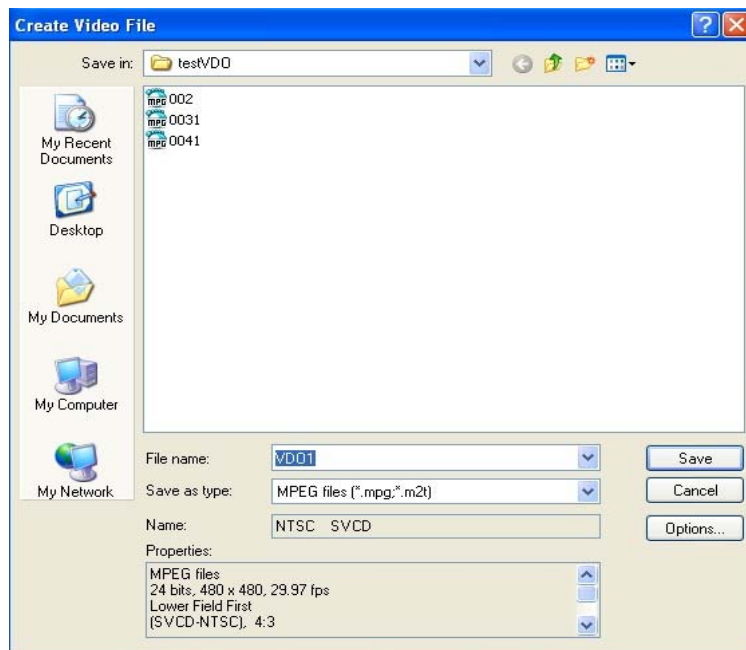 Create Video File
Save in: testVDO
002
0031
0041
My Recent
Documents
Desktop
My Documents
My Computer
My Network
File name: VDO1
Save
Save as type: MPEG files (*.mpg;*.m2t)
Cancel
Name: NTSC SVCD
Options...
Properties:
MPEG files
24 bits, 480 x 480, 29.97 fps
Lower Field First
(SVCD-NTSC), 4:3